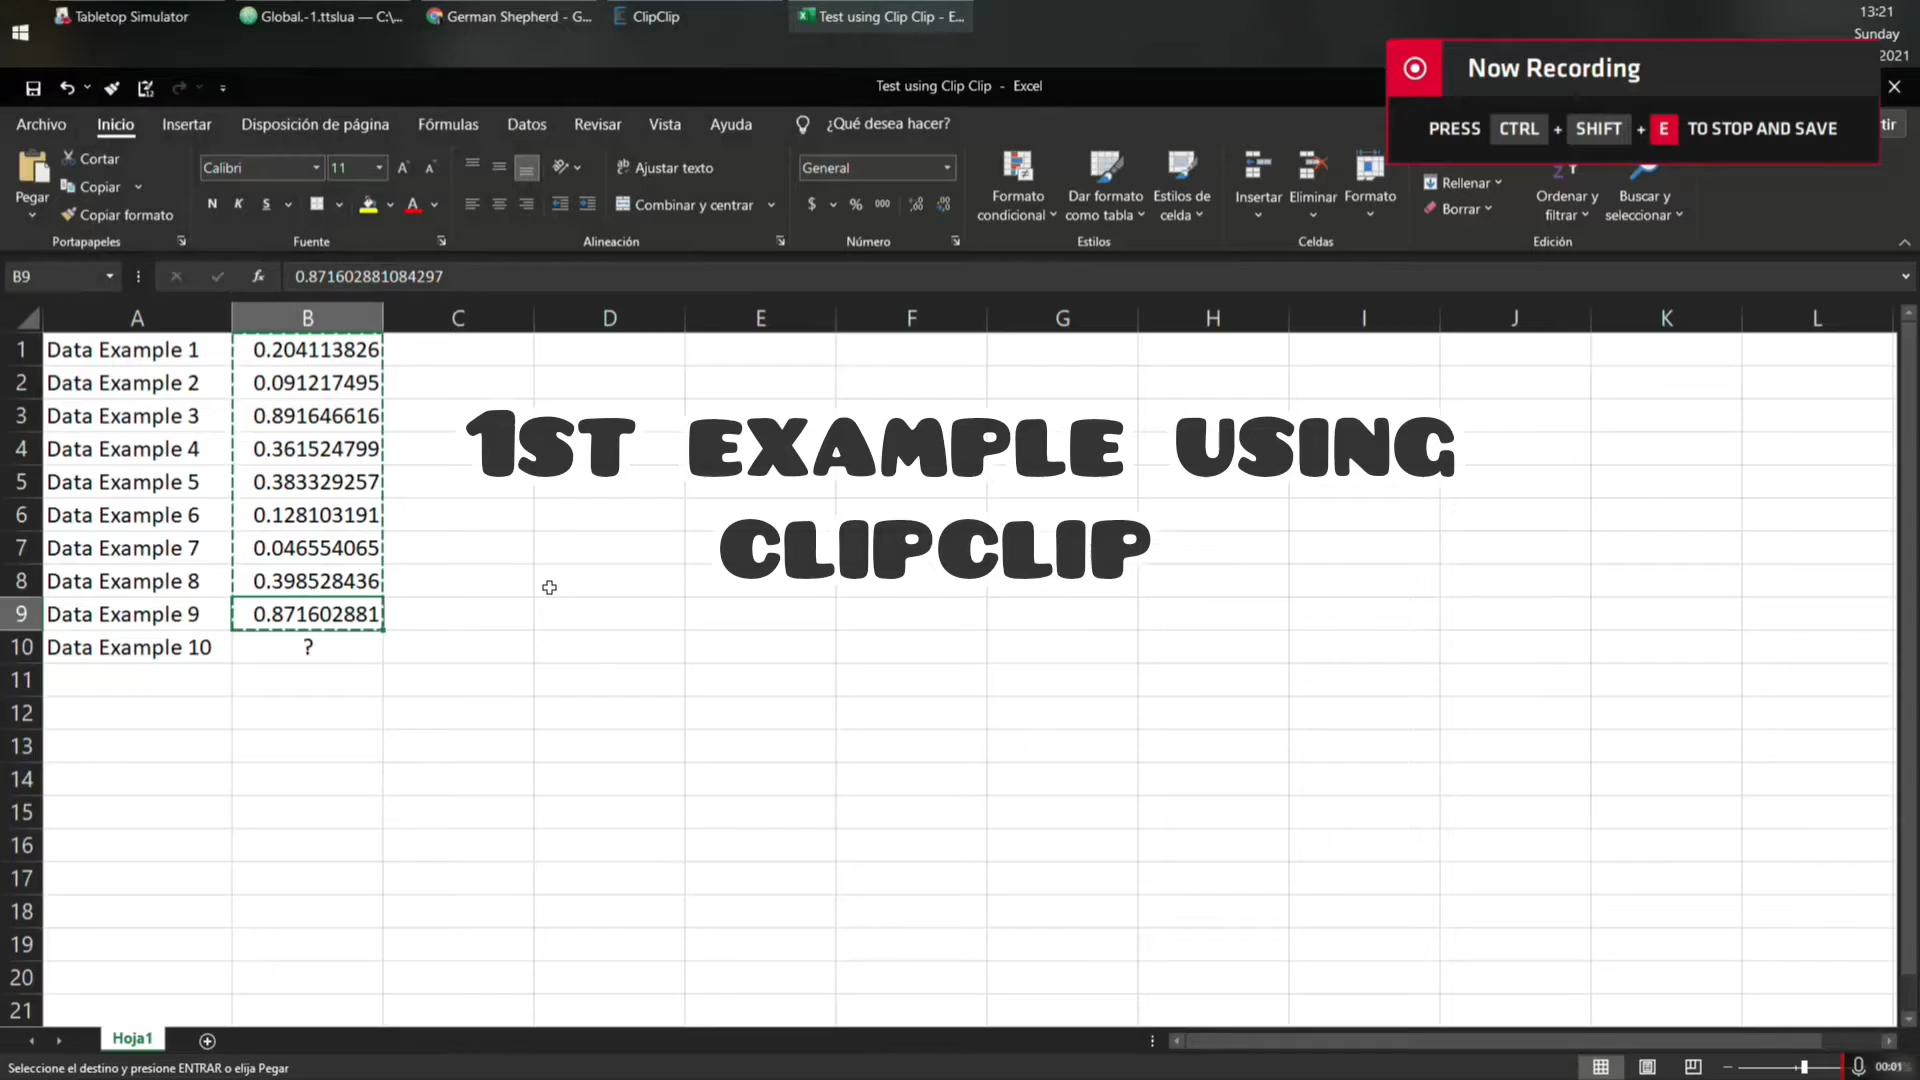 Tabletop Simulator
Global.-1.ttslua — C:\...
German Shepherd - G...
ClipClip
Test using Clip Clip - E...
13:21
Sunday
2021
Now Recording
PRESS CTRL + SHIFT + E TO STOP AND SAVE
Test using Clip Clip - Excel
Archivo Inicio Insertar Disposición de página Fórmulas Datos Revisar Vista Ayuda ¿Qué desea hacer? tir
Pegar
Cortar
Copiar
Copiar formato
Portapapeles
Calibri 11
N K S
Fuente
Ajustar texto
Combinar y centrar
Alineación
General
$ % 000
Número
Formato condicional
Dar formato como tabla
Estilos de celda
Estilos
Insertar Eliminar Formato
Celdas
Rellenar
Borrar
Ordenar y filtrar
Buscar y seleccionar
Edición
B9 fx 0.871602881084297
A B C D E F G H I J K L
1 Data Example 1 0.204113826
2 Data Example 2 0.091217495
3 Data Example 3 0.891646616
4 Data Example 4 0.361524799
5 Data Example 5 0.383329257
6 Data Example 6 0.128103191
7 Data Example 7 0.046554065
8 Data Example 8 0.398528436
9 Data Example 9 0.871602881
10 Data Example 10 ?
11
12
13
14
15
16
17
18
19
20
21
1ST EXAMPLE USING
CLIPCLIP
Hoja1
Seleccione el destino y presione ENTRAR o elija Pegar
00:01